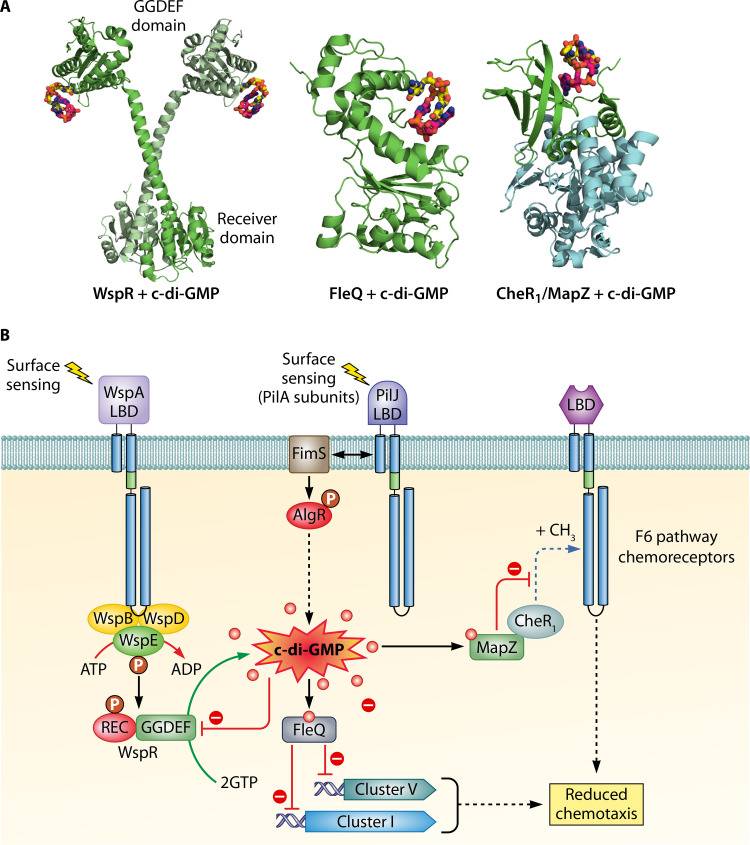 A
GGDEF
domain
Receiver
domain
WspR + c-di-GMP
FleQ + c-di-GMP
CheR1/MapZ + c-di-GMP
B
Surface
sensing
WspA
LBD
Surface
sensing
(PilA subunits)
PilJ
LBD
LBD
FimS
P
AlgR
+ CH3
F6 pathway
chemoreceptors
WspB
WspD
WspE
CheR1
MapZ
ATP
P
ADP
c-di-GMP
P
REC
GGDEF
WspR
FleQ
2GTP
Cluster V
Cluster I
Reduced
chemotaxis